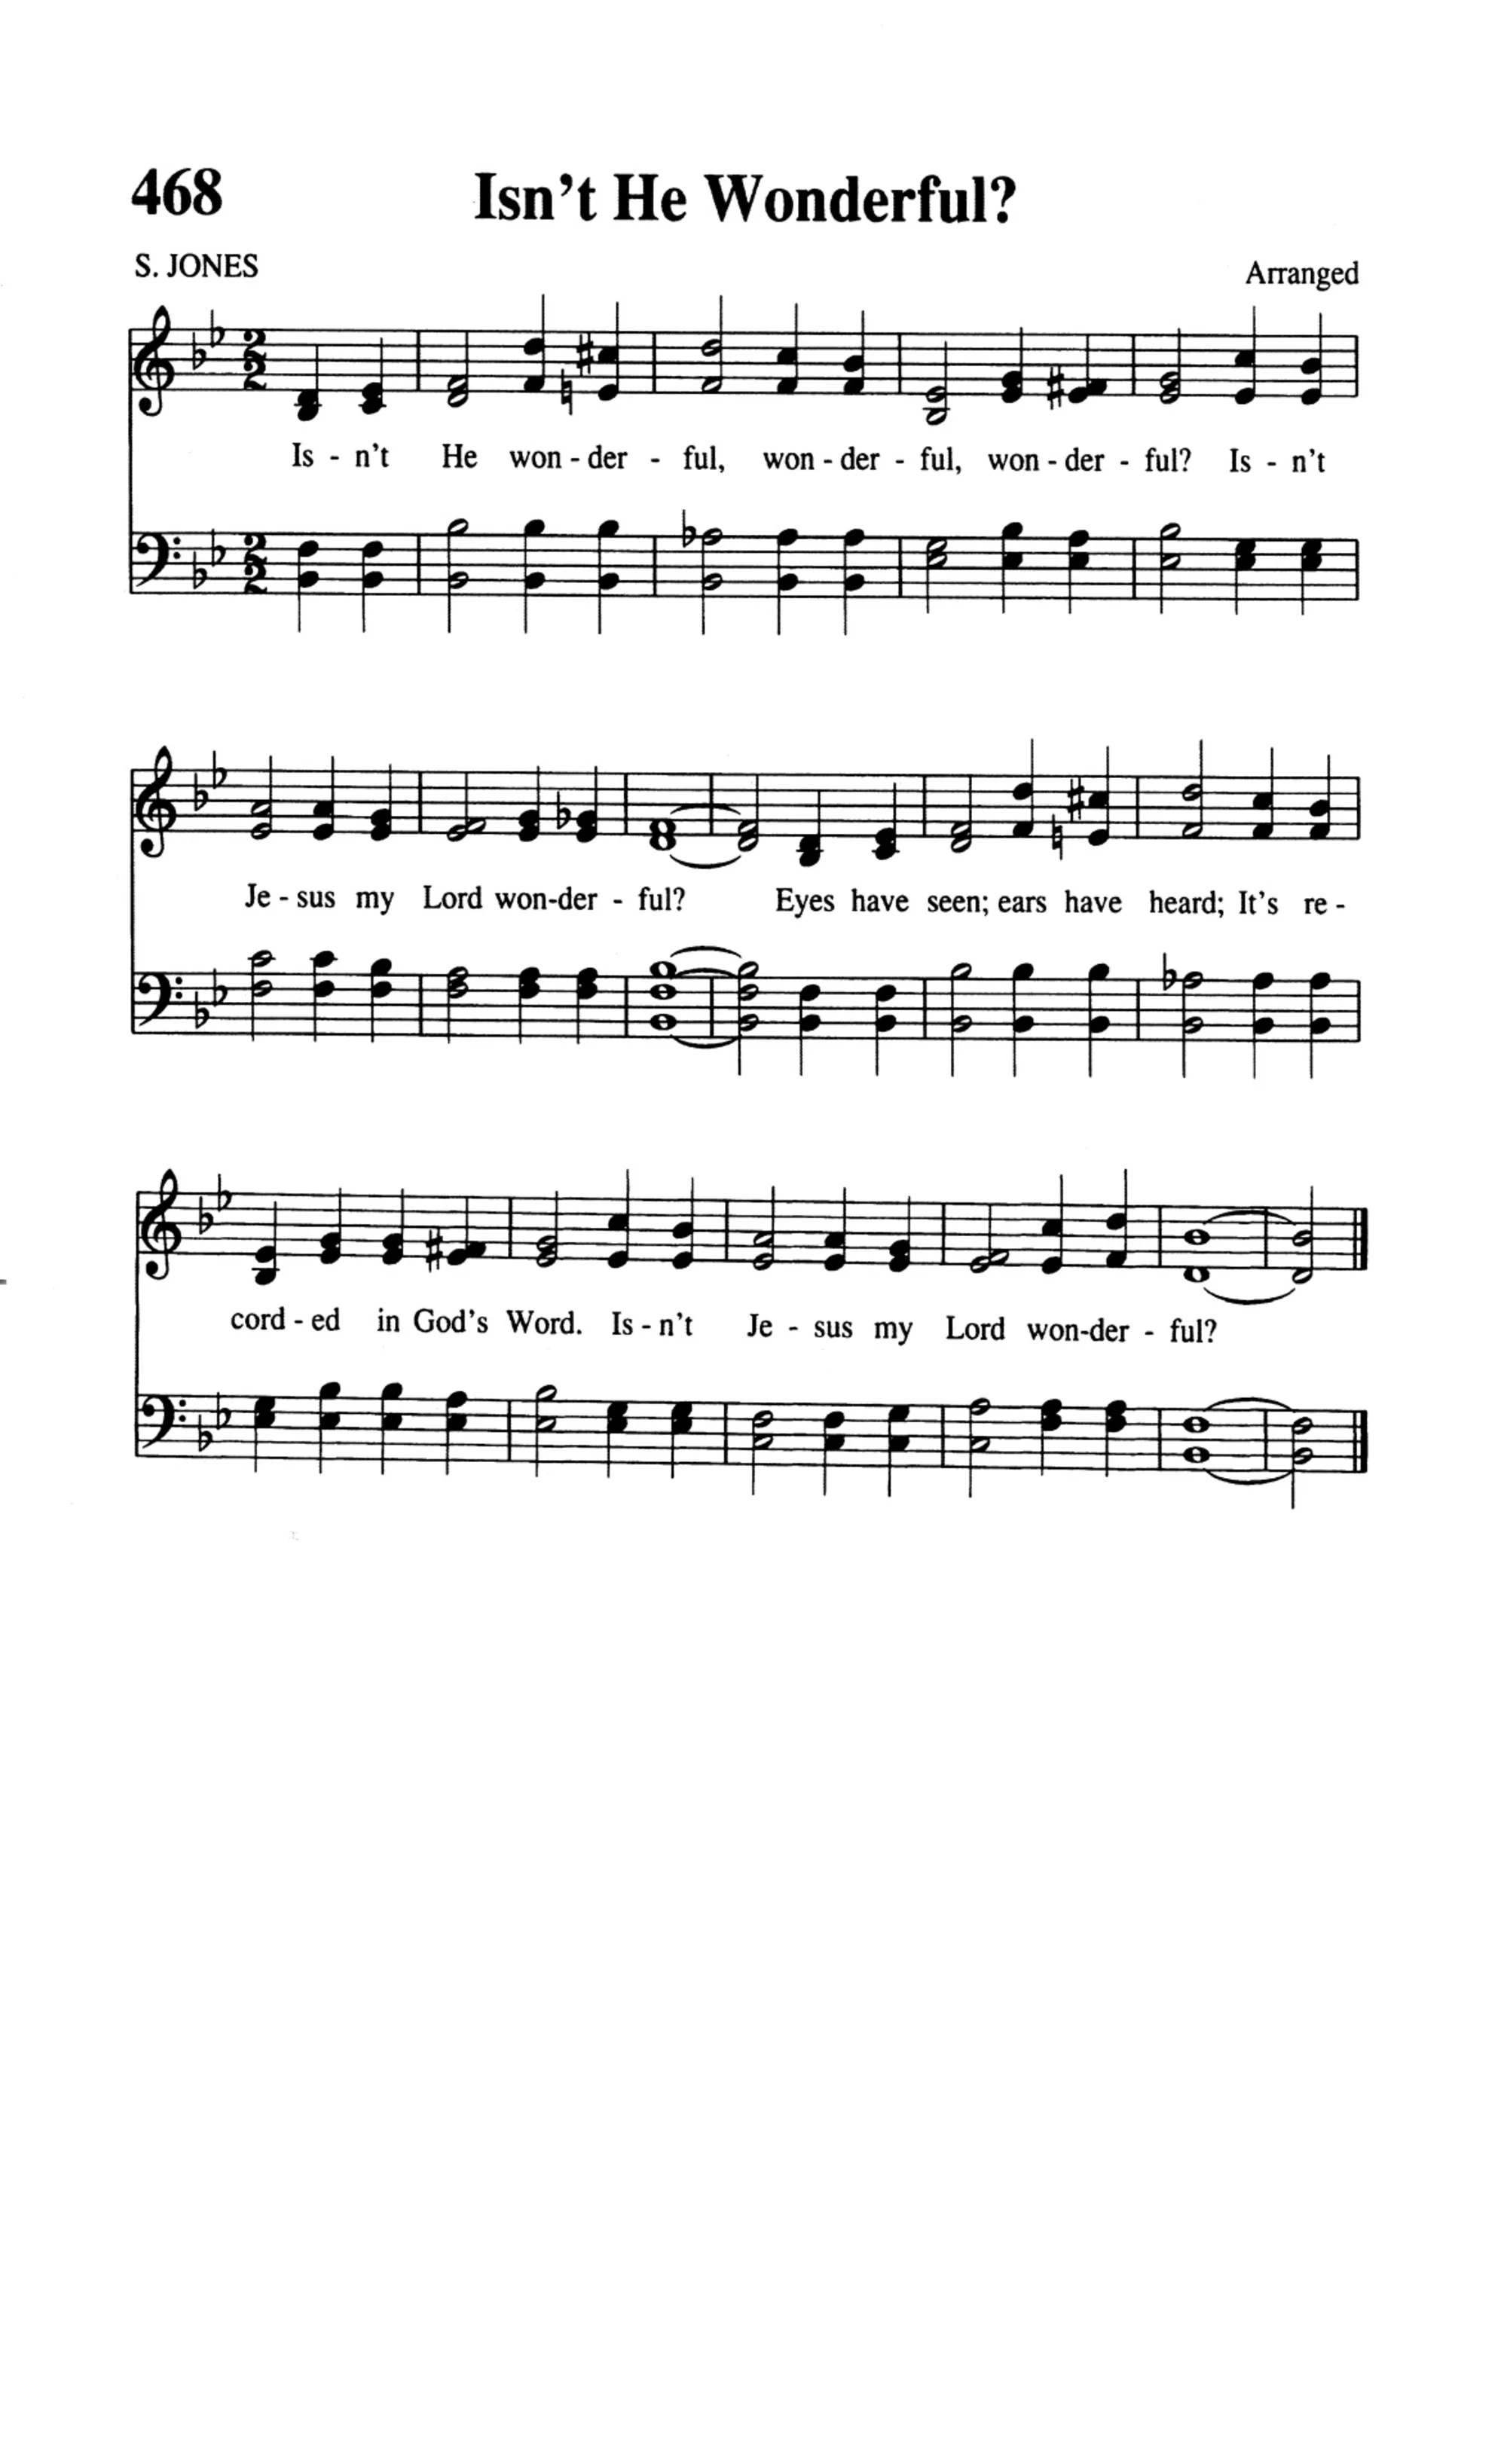 468
Isn't He Wonderful?
S. JONES
Arranged
Is - n't He won - der - ful, won - der - ful, won - der - ful? Is - n't
Je - sus my Lord won-der - ful? Eyes have seen; ears have heard; It's re -
cord - ed in God's Word. Is - n't Je - sus my Lord won-der - ful?